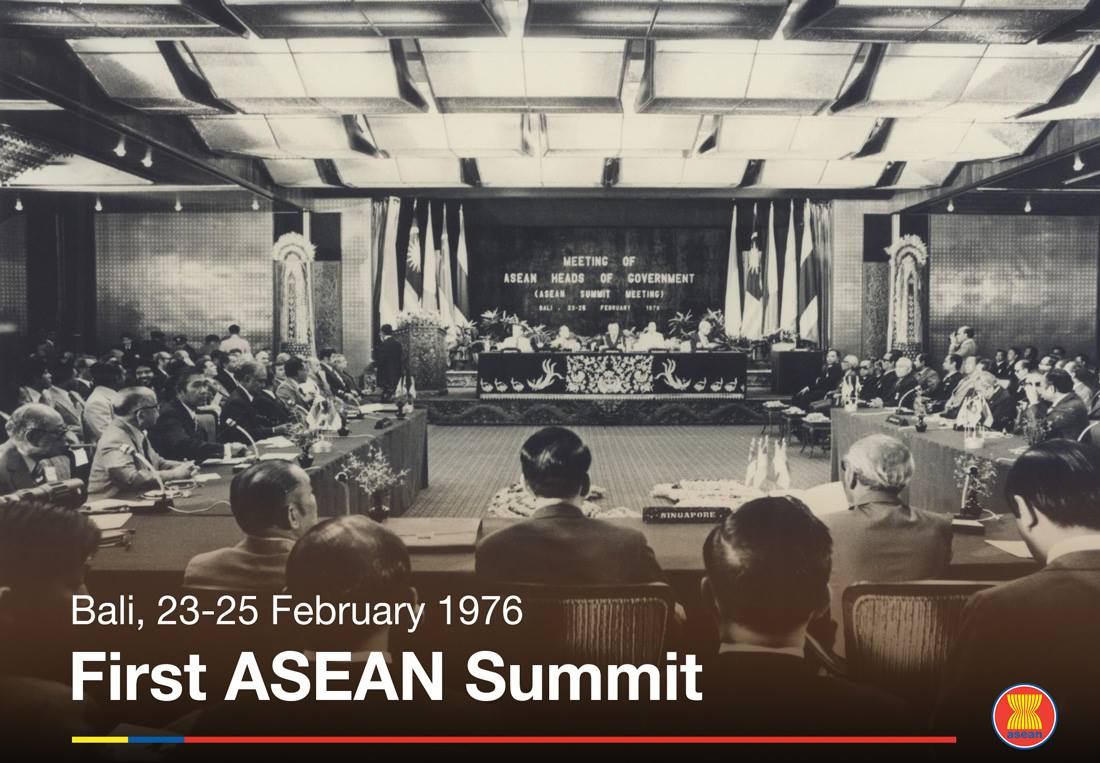 MEETING OF
ASEAN HEADS OF GOVERNMENT
(ASEAN SUMMIT MEETING)
BALI, 23-25 FEBRUARY 1976
NINGAPORE
Bali, 23-25 February 1976
First ASEAN Summit
asean